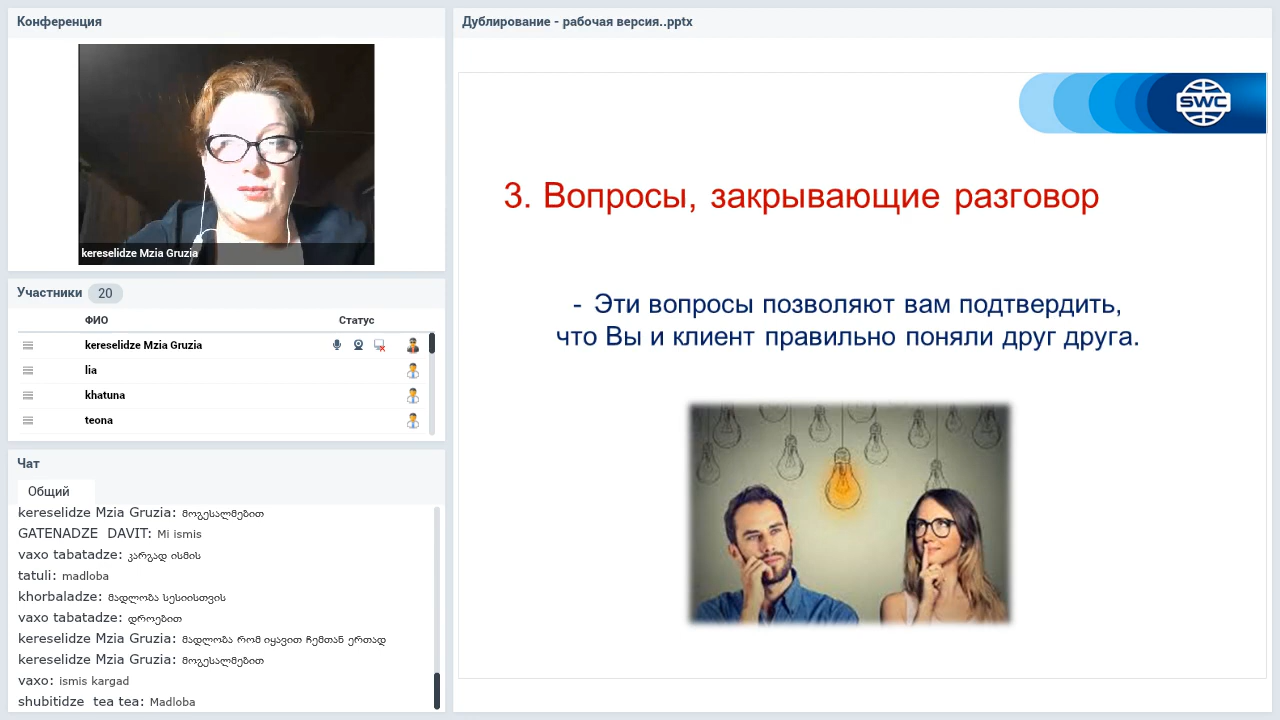 Конференция
kereselidze Mzia Gruzia
Участники 20
ФИО Статус
kereselidze Mzia Gruzia
lia
khatuna
teona
Чат
Общий
kereselidze Mzia Gruzia: მოგესალმებით
GATENADZE DAVIT: Mi ismis
vaxo tabatadze: კარგად ისმის
tatuli: madloba
khorbaladze: მადლობა სესიისთვის
vaxo tabatadze: დროებით
kereselidze Mzia Gruzia: მადლობა რომ იყავით ჩემთან ერთად
kereselidze Mzia Gruzia: მოგესალმებით
vaxo: ismis kargad
shubitidze tea tea: Madloba
Дублирование - рабочая версия..pptx
SWC
3. Вопросы, закрывающие разговор
- Эти вопросы позволяют вам подтвердить,
что Вы и клиент правильно поняли друг друга.